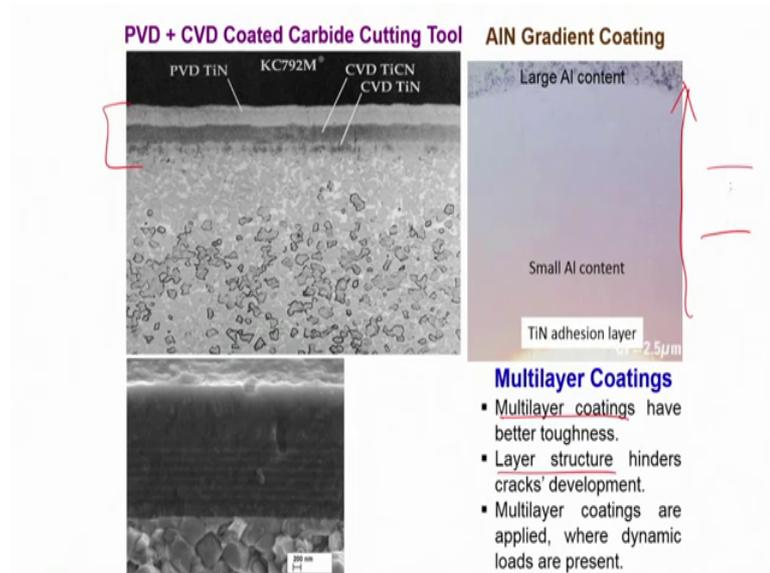 PVD + CVD Coated Carbide Cutting Tool
PVD TiN
KC792M®
CVD TiCN
CVD TiN
AlN Gradient Coating
Large Al content
Small Al content
TiN adhesion layer
2.5µm
200 nm
Multilayer Coatings
▪ Multilayer coatings have
better toughness.
▪ Layer structure hinders
cracks' development.
▪ Multilayer coatings are
applied, where dynamic
loads are present.